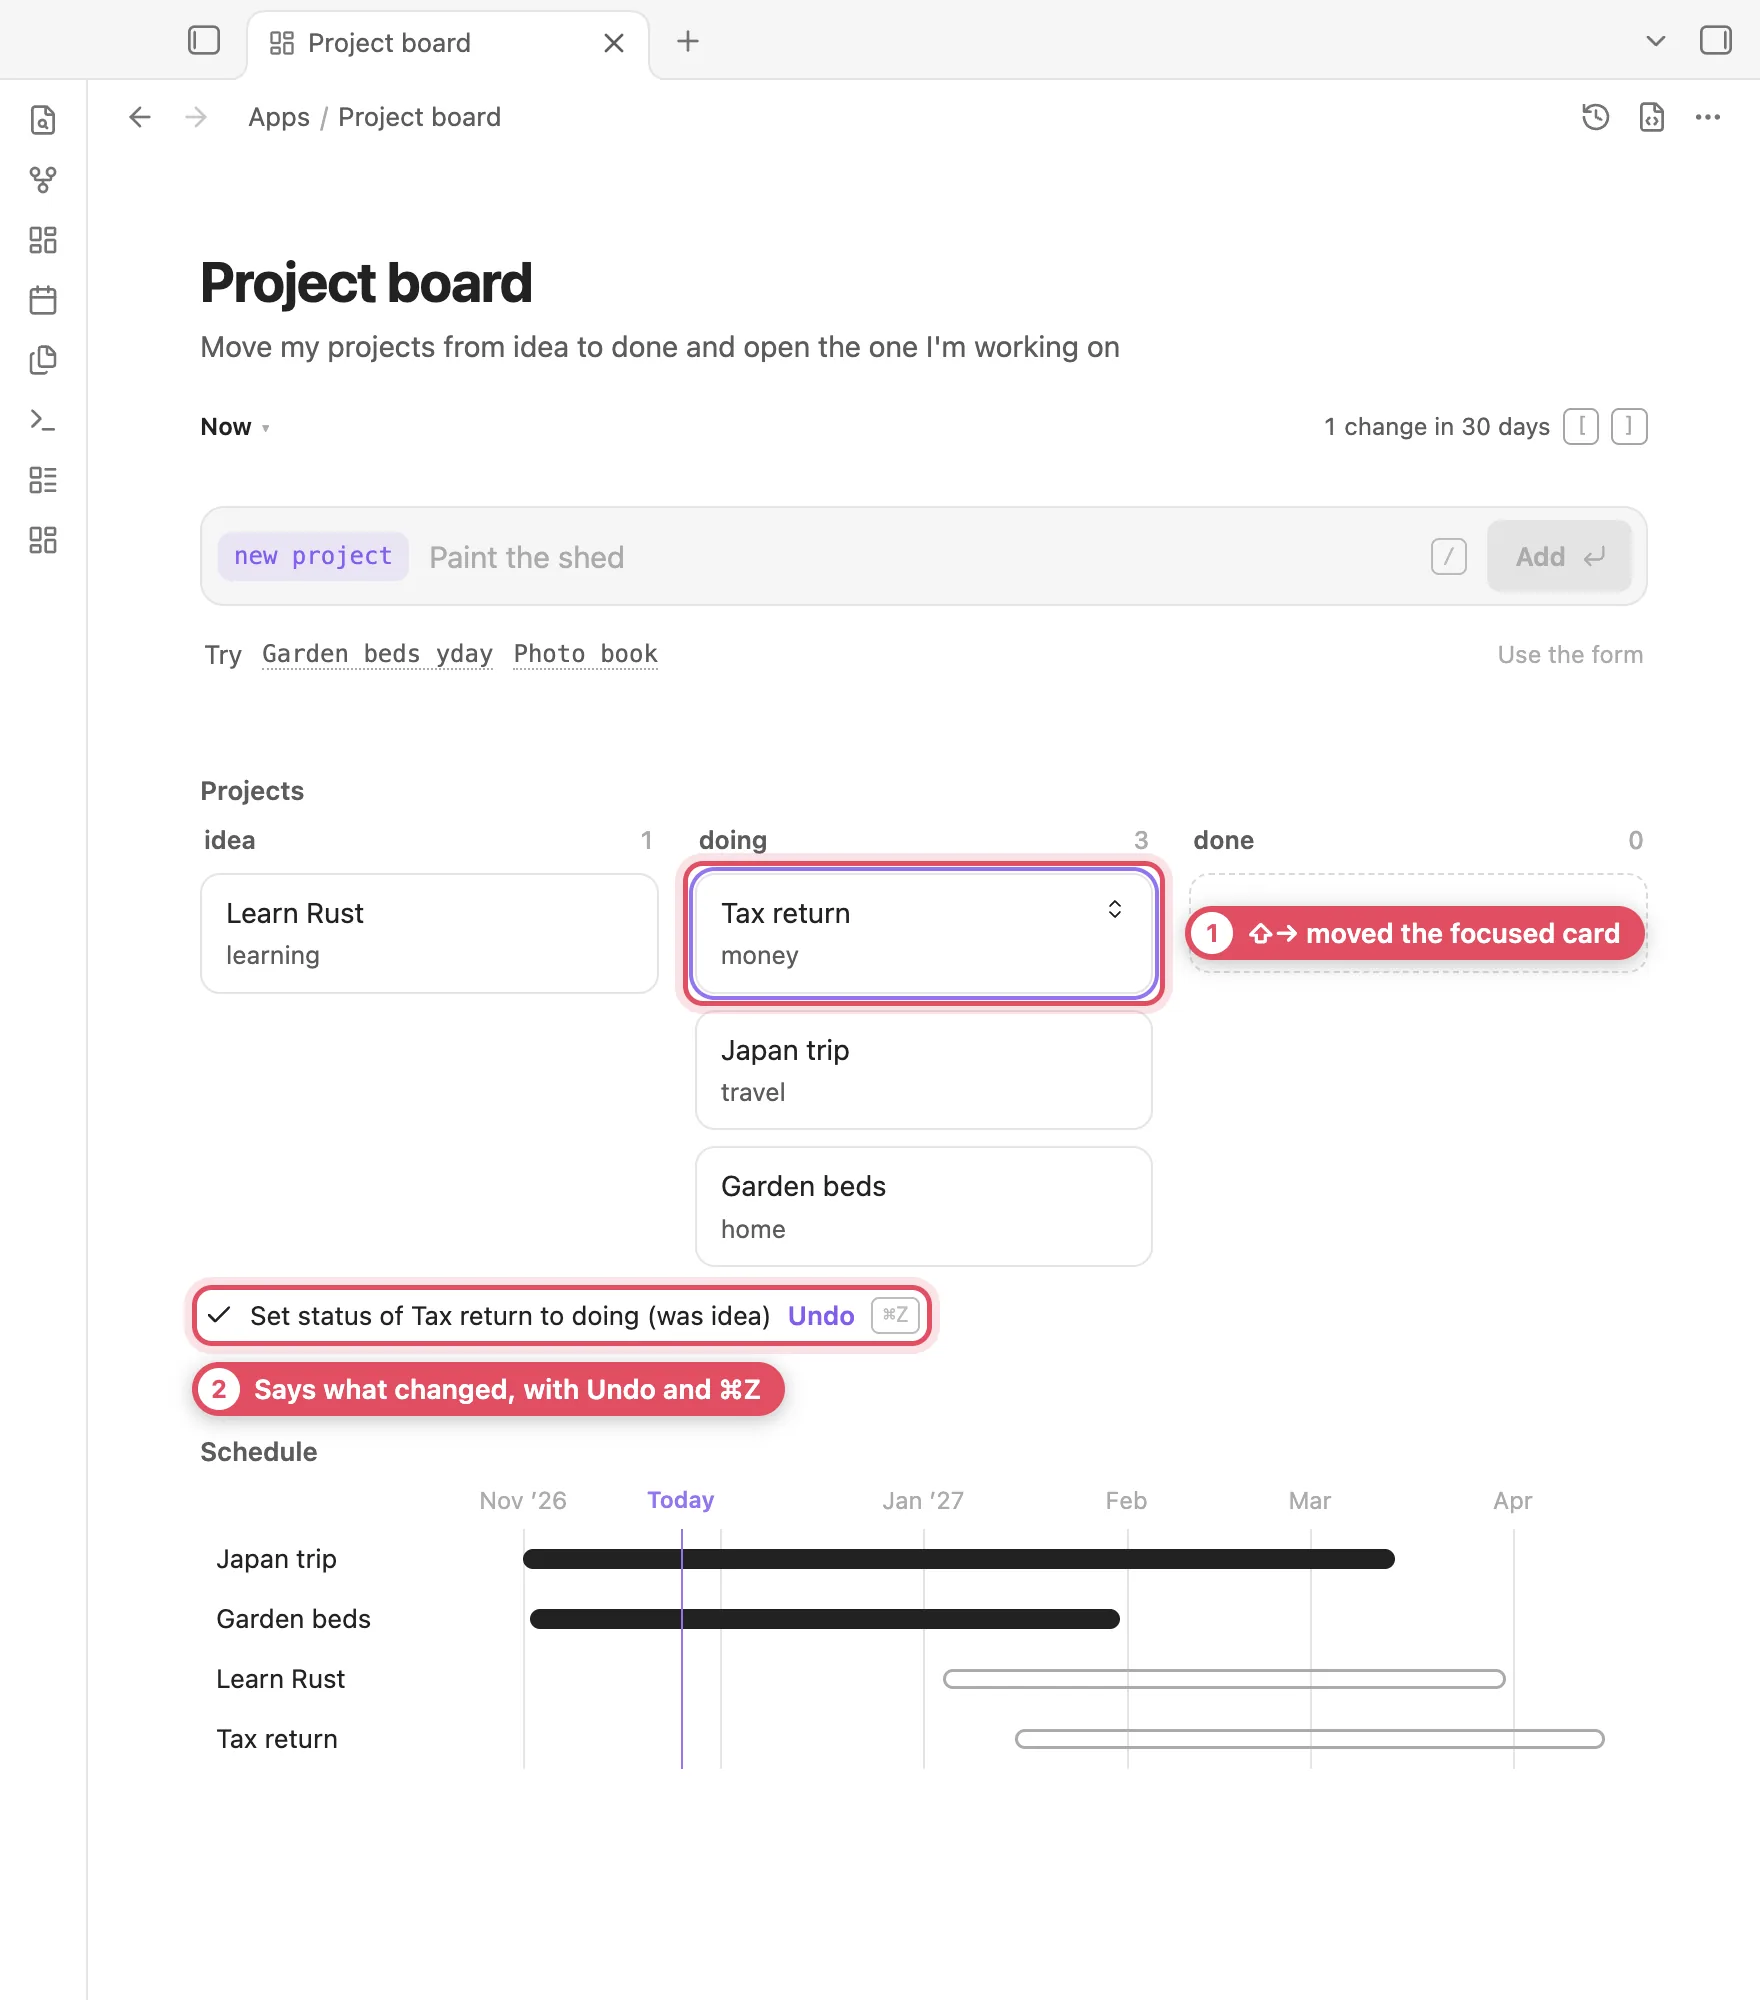 Project board
Apps / Project board
Project board
Move my projects from idea to done and open the one I'm working on
Now ▾
1 change in 30 days [ ]
new project Paint the shed / Add
Try Garden beds yday Photo book Use the form
Projects
idea 1
Learn Rust
learning
doing 3
Tax return
money
Japan trip
travel
Garden beds
home
done 0
1 ⇧→ moved the focused card
✓ Set status of Tax return to doing (was idea) Undo ⌘Z
2 Says what changed, with Undo and ⌘Z
Schedule
Nov ’26 Today Jan ’27 Feb Mar Apr
Japan trip
Garden beds
Learn Rust
Tax return